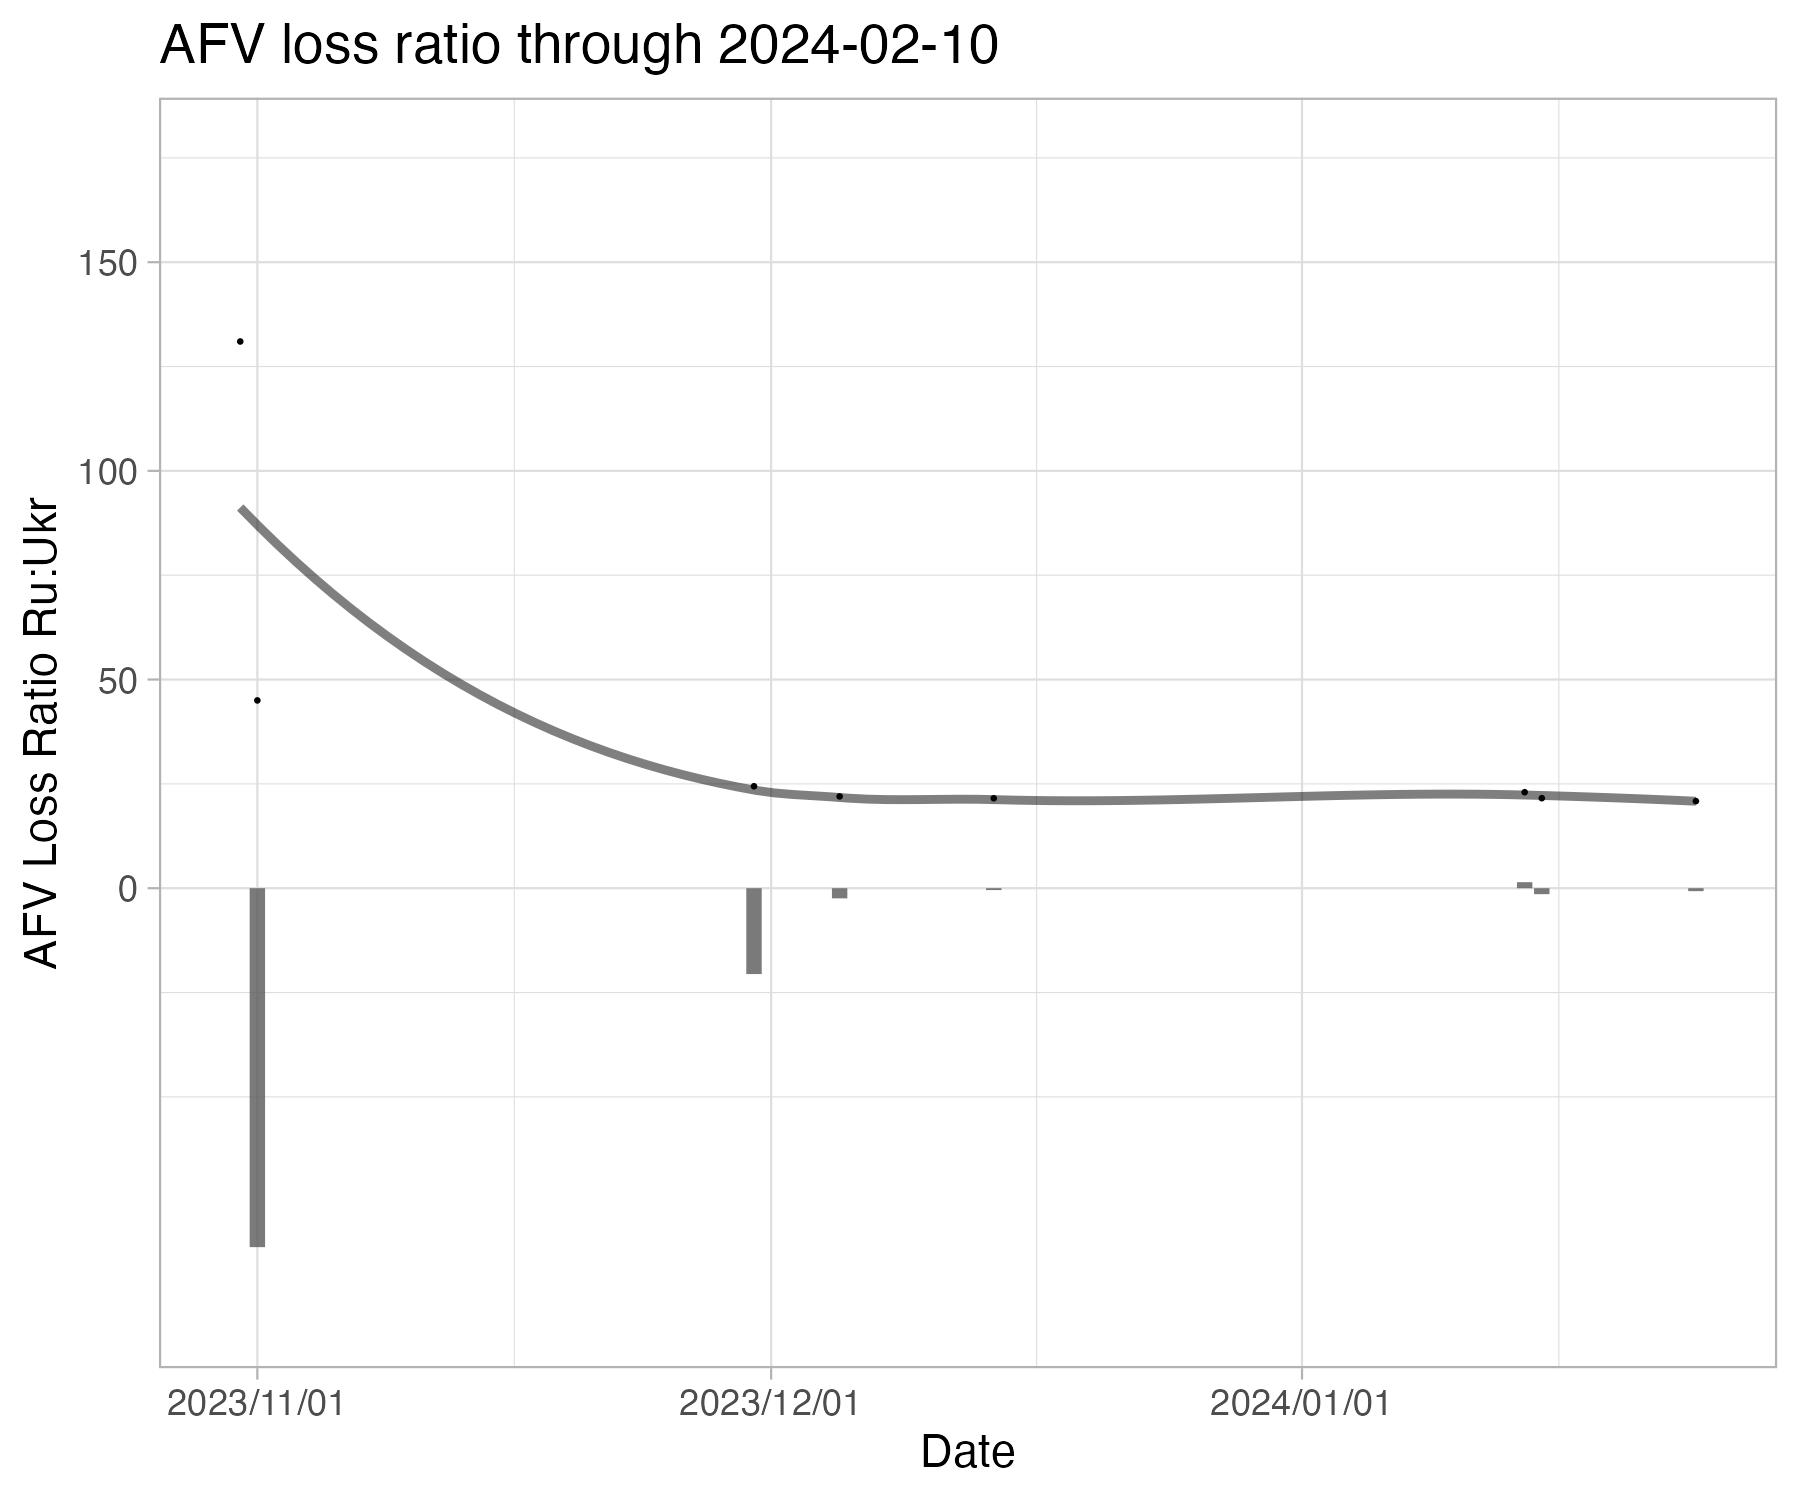 AFV loss ratio through 2024-02-10
AFV Loss Ratio Ru:Ukr
150
100
50
0
2023/11/01
2023/12/01
2024/01/01
Date